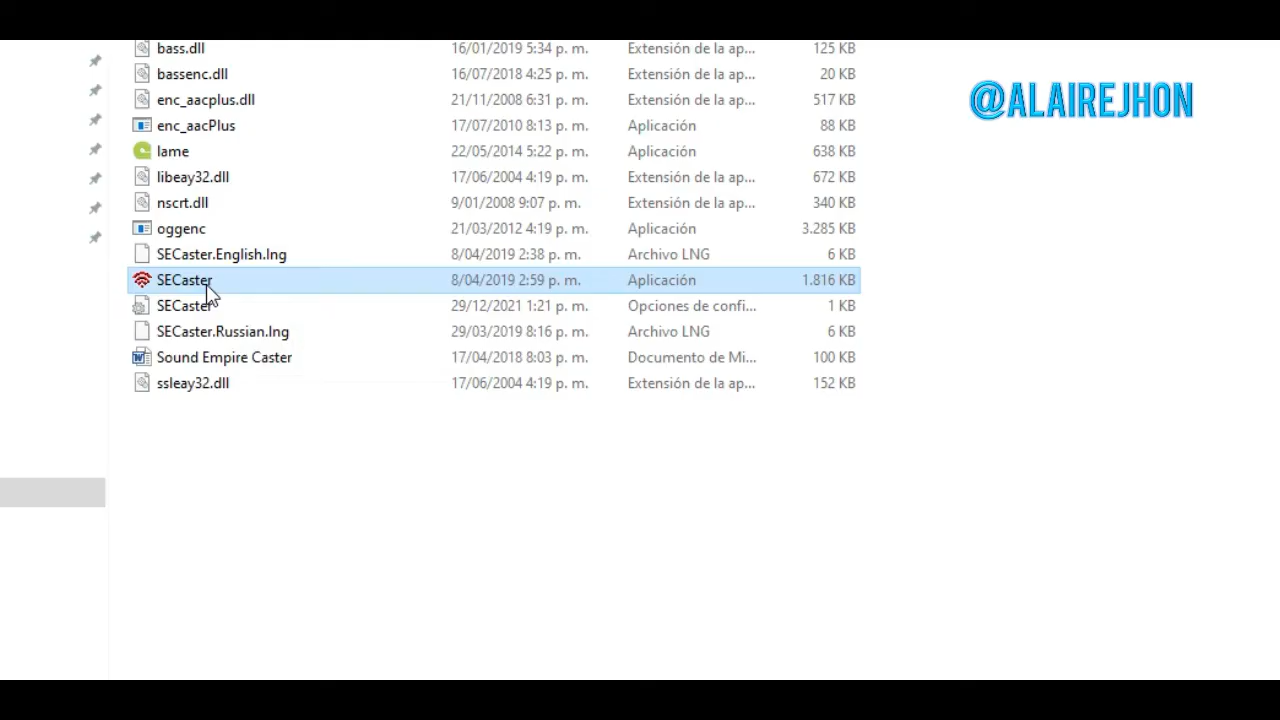 bass.dll 16/01/2019 5:34 p. m. Extensión de la ap... 125 KB
bassenc.dll 16/07/2018 4:25 p. m. Extensión de la ap... 20 KB
@ALAIREJHON
enc_aacplus.dll 21/11/2008 6:31 p. m. Extensión de la ap... 517 KB
enc_aacPlus 17/07/2010 8:13 p. m. Aplicación 88 KB
lame 22/05/2014 5:22 p. m. Aplicación 638 KB
libeay32.dll 17/06/2004 4:19 p. m. Extensión de la ap... 672 KB
nscrt.dll 9/01/2008 9:07 p. m. Extensión de la ap... 340 KB
oggenc 21/03/2012 4:19 p. m. Aplicación 3.285 KB
SECaster.English.lng 8/04/2019 2:38 p. m. Archivo LNG 6 KB
SECaster 8/04/2019 2:59 p. m. Aplicación 1.816 KB
SECaster 29/12/2021 1:21 p. m. Opciones de confi... 1 KB
SECaster.Russian.lng 29/03/2019 8:16 p. m. Archivo LNG 6 KB
Sound Empire Caster 17/04/2018 8:03 p. m. Documento de Mi... 100 KB
ssleay32.dll 17/06/2004 4:19 p. m. Extensión de la ap... 152 KB